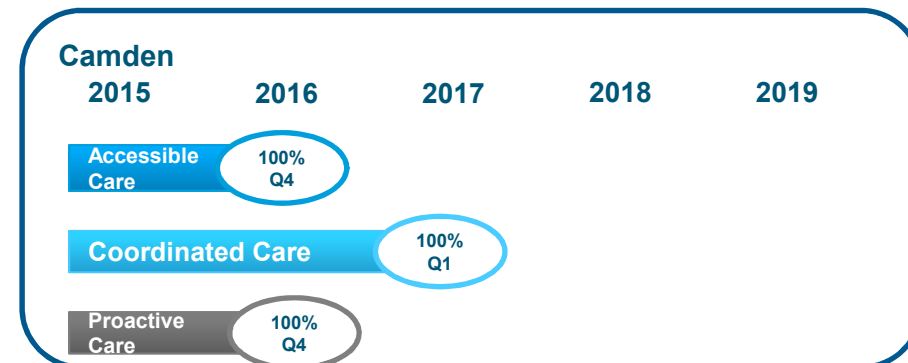 Camden
2015 2016 2017 2018 2019
Accessible
Care
100%
Q4
Coordinated Care
100%
Q1
Proactive
Care
100%
Q4